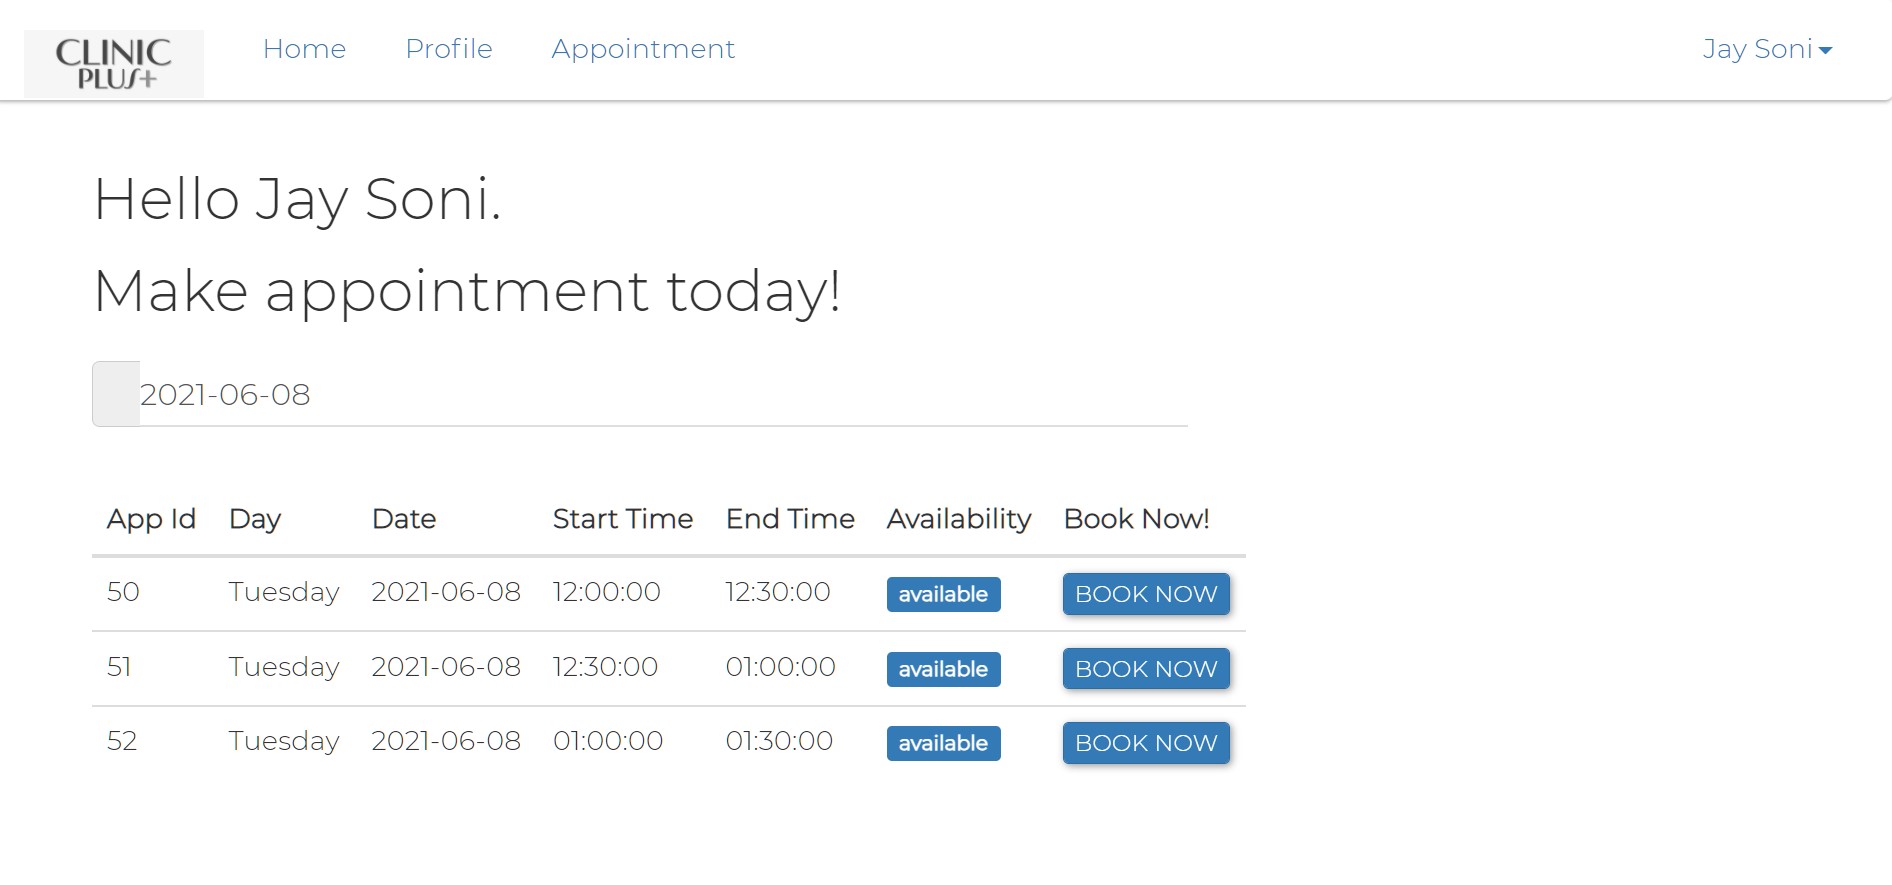 CLINIC
PLUS+
Home Profile Appointment Jay Soni
Hello Jay Soni.
Make appointment today!
2021-06-08
App Id Day Date Start Time End Time Availability Book Now!
50 Tuesday 2021-06-08 12:00:00 12:30:00 available BOOK NOW
51 Tuesday 2021-06-08 12:30:00 01:00:00 available BOOK NOW
52 Tuesday 2021-06-08 01:00:00 01:30:00 available BOOK NOW